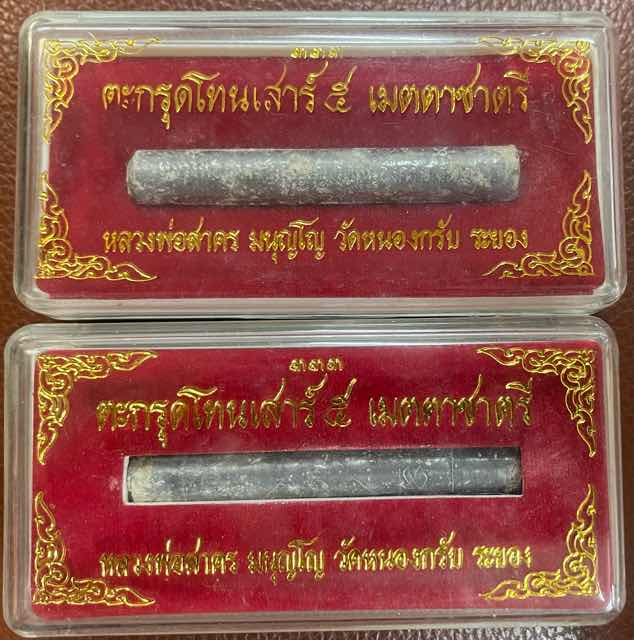 ๓๓๓
ตะกรุดโทนเสาร์ ๕ เมตตาชาตรี
หลวงพ่อสาคร มนุญโญ วัดหนองกรับ ระยอง
๓๓๓
ตะกรุดโทนเสาร์ ๕ เมตตาชาตรี
หลวงพ่อสาคร มนุญโญ วัดหนองกรับ ระยอง